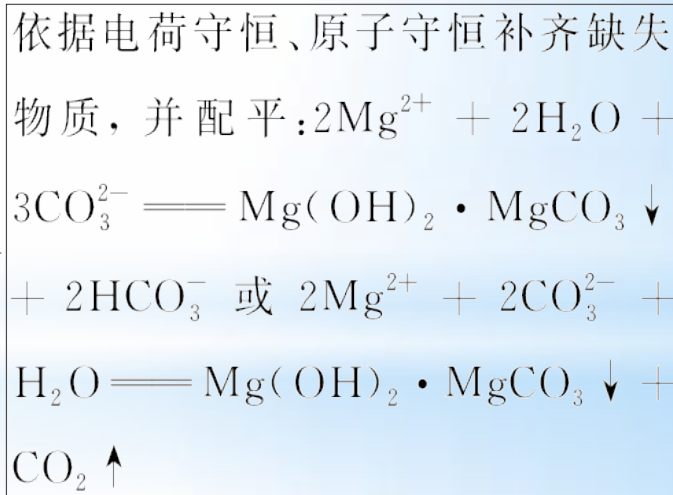 依据电荷守恒、原子守恒补齐缺失
物质，并配平:2Mg²⁺ + 2H₂O +
3CO₃²⁻ ══ Mg(OH)₂・MgCO₃↓
+ 2HCO₃⁻ 或 2Mg²⁺ + 2CO₃²⁻ +
H₂O ══ Mg(OH)₂・MgCO₃↓ +
CO₂↑